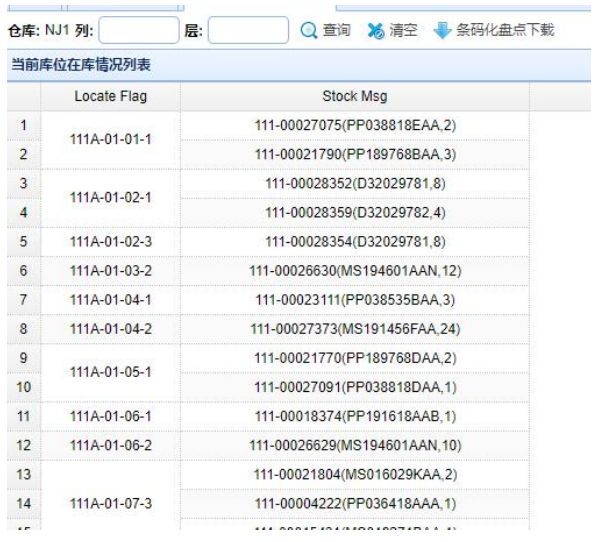 仓库: NJ1 列: 层: 查询 清空 条码化盘点下载
当前库位在库情况列表
Locate Flag Stock Msg
1 111A-01-01-1 111-00027075(PP038818EAA,2)
2 111-00021790(PP189768BAA,3)
3 111A-01-02-1 111-00028352(D32029781,8)
4 111-00028359(D32029782,4)
5 111A-01-02-3 111-00028354(D32029781,8)
6 111A-01-03-2 111-00026630(MS194601AAN,12)
7 111A-01-04-1 111-00023111(PP038535BAA,3)
8 111A-01-04-2 111-00027373(MS191456FAA,24)
9 111A-01-05-1 111-00021770(PP189768DAA,2)
10 111-00027091(PP038818DAA,1)
11 111A-01-06-1 111-00018374(PP191618AAB,1)
12 111A-01-06-2 111-00026629(MS194601AAN,10)
13 111A-01-07-3 111-00021804(MS016029KAA,2)
14 111-00004222(PP036418AAA,1)